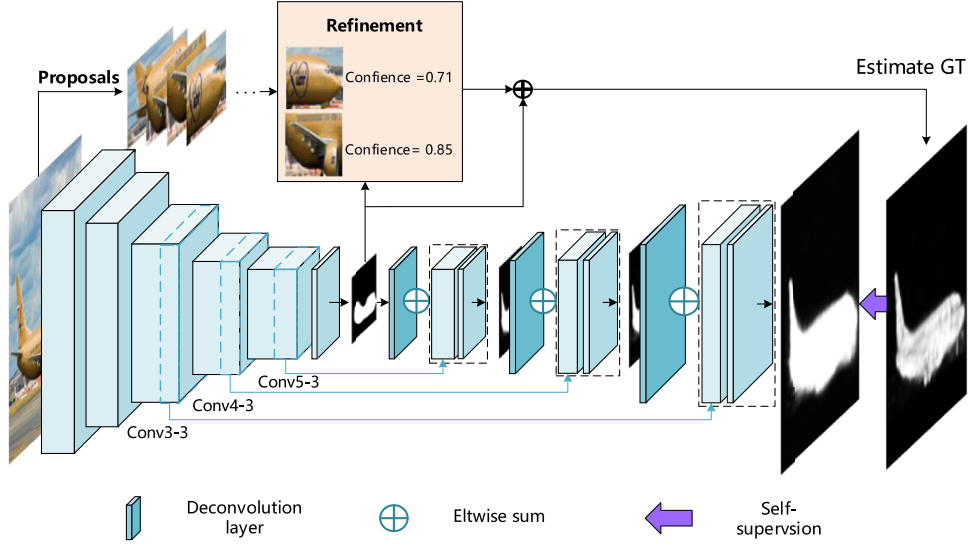 Refinement
Confience =0.71
Confience= 0.85
Proposals
...
Estimate GT
Conv5-3
Conv4-3
Conv3-3
Deconvolution
layer
Eltwise sum
Self-
supervsion